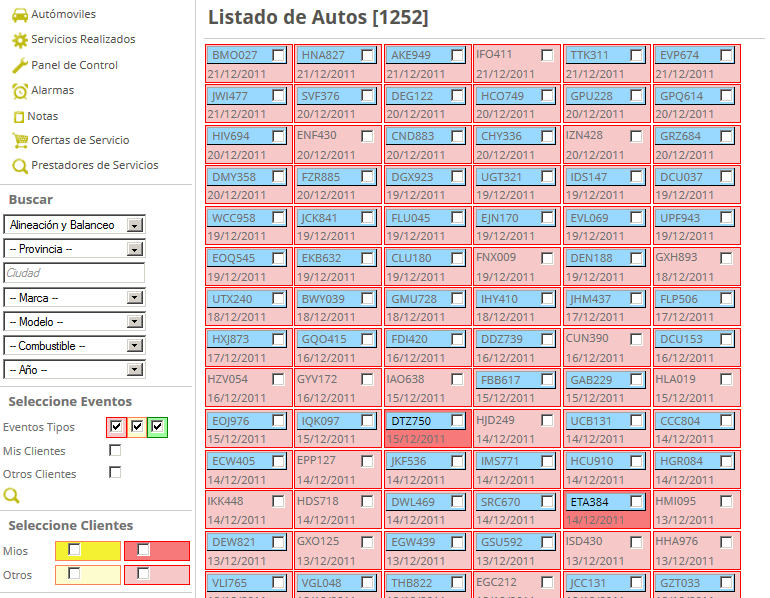 Autómoviles
Servicios Realizados
Panel de Control
Alarmas
Notas
Ofertas de Servicio
Prestadores de Servicios
Buscar
Alineación y Balanceo
-- Provincia --
Ciudad
-- Marca --
-- Modelo --
-- Combustible --
-- Año --
Seleccione Eventos
Eventos Tipos
Mis Clientes
Otros Clientes
Seleccione Clientes
Mios
Otros
Listado de Autos [1252]
BMO027 HNA827 AKE949 IFO411 TTK311 EVP674
21/12/2011 21/12/2011 21/12/2011 21/12/2011 21/12/2011 21/12/2011
JWI477 SVF376 DEG122 HCO749 GPU228 GPQ614
21/12/2011 20/12/2011 20/12/2011 20/12/2011 20/12/2011 20/12/2011
HIV694 ENF430 CND883 CHY336 IZN428 GRZ684
20/12/2011 20/12/2011 20/12/2011 20/12/2011 20/12/2011 20/12/2011
DMY358 FZR885 DGX923 UGT321 IDS147 DCU037
20/12/2011 20/12/2011 19/12/2011 19/12/2011 19/12/2011 19/12/2011
WCC958 JCK841 FLU045 EJN170 EVL069 UPF943
19/12/2011 19/12/2011 19/12/2011 19/12/2011 19/12/2011 19/12/2011
EOQ545 EKB632 CLU180 FNX009 DEN188 GXH893
19/12/2011 19/12/2011 19/12/2011 19/12/2011 19/12/2011 18/12/2011
UTX240 BWY039 GMU728 IHY410 JHM437 FLP506
18/12/2011 18/12/2011 18/12/2011 18/12/2011 17/12/2011 17/12/2011
HXJ873 GQO415 FDI420 DDZ739 CUN390 DCU153
17/12/2011 16/12/2011 16/12/2011 16/12/2011 16/12/2011 16/12/2011
HZV054 GYV172 IAO638 FBB617 GAB229 HLA019
16/12/2011 16/12/2011 15/12/2011 15/12/2011 15/12/2011 15/12/2011
EOJ976 IQK097 DTZ750 HJD249 UCB131 CCC804
15/12/2011 15/12/2011 15/12/2011 14/12/2011 14/12/2011 14/12/2011
ECW405 EPP127 JKF536 IMS771 HCU910 HGR084
14/12/2011 14/12/2011 14/12/2011 14/12/2011 14/12/2011 14/12/2011
IKK448 HDS718 DWL469 SRC670 ETA384 HMI095
14/12/2011 14/12/2011 14/12/2011 14/12/2011 14/12/2011 13/12/2011
DEW821 GXO125 EGW439 GSU592 ISD430 HHA976
13/12/2011 13/12/2011 13/12/2011 13/12/2011 13/12/2011 13/12/2011
VLI765 VGL048 THB822 EGC212 JCC131 GZT033